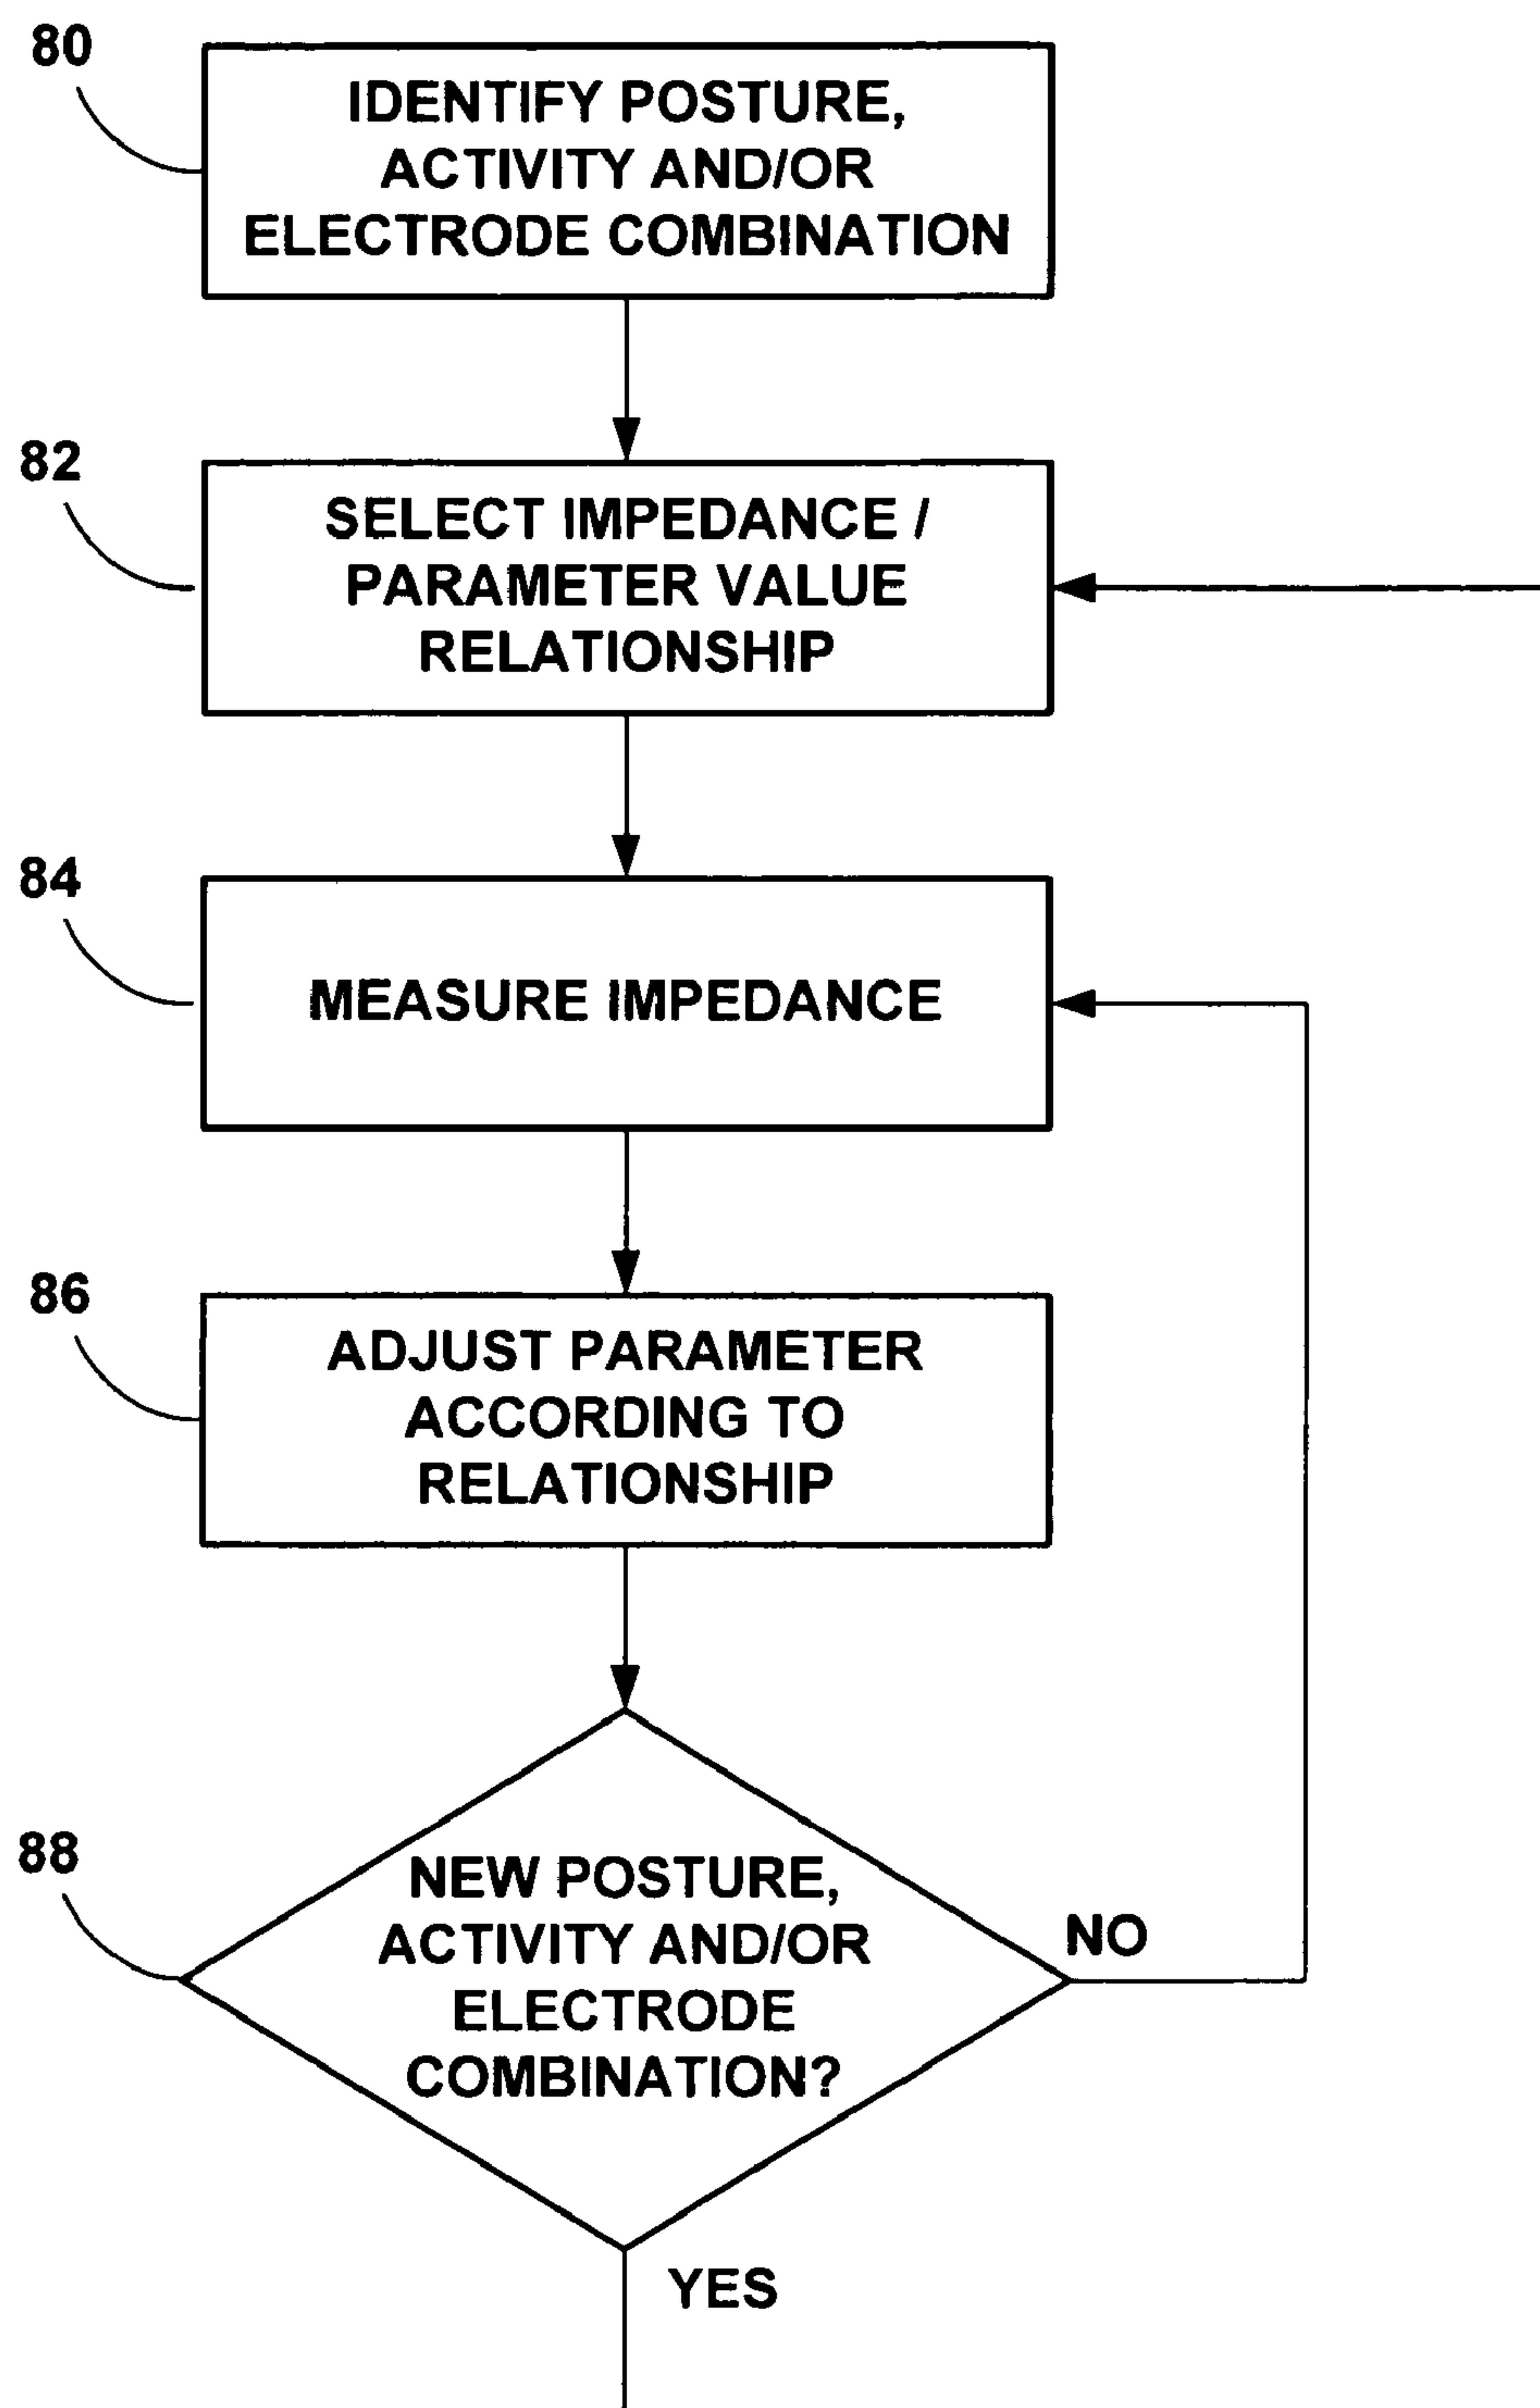 80
IDENTIFY POSTURE,
ACTIVITY AND/OR
ELECTRODE COMBINATION
82
SELECT IMPEDANCE /
PARAMETER VALUE
RELATIONSHIP
84
MEASURE IMPEDANCE
86
ADJUST PARAMETER
ACCORDING TO
RELATIONSHIP
88
NEW POSTURE,
ACTIVITY AND/OR
ELECTRODE
COMBINATION?
NO
YES